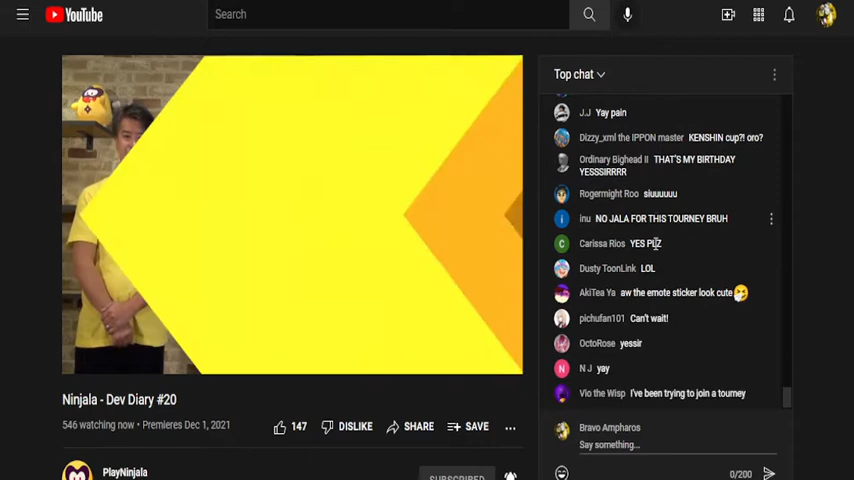 YouTube
Search
Top chat
J.J Yay pain
Dizzy_xml the IPPON master KENSHIN cup?! oro?
Ordinary Bighead II THAT'S MY BIRTHDAY
YESSSIRRRR
Rogermight Roo siuuuuuu
i inu NO JALA FOR THIS TOURNEY BRUH
C Carissa Rios YES PLZ
Dusty ToonLink LOL
AkiTea Ya aw the emote sticker look cute
pichufan101 Can't wait!
OctoRose yessir
N N J yay
Vio the Wisp I've been trying to join a tourney
Bravo Ampharos
Say something...
0/200
Ninjala - Dev Diary #20
546 watching now • Premieres Dec 1, 2021
147 DISLIKE SHARE SAVE
PlayNinjala
SUBSCRIBED